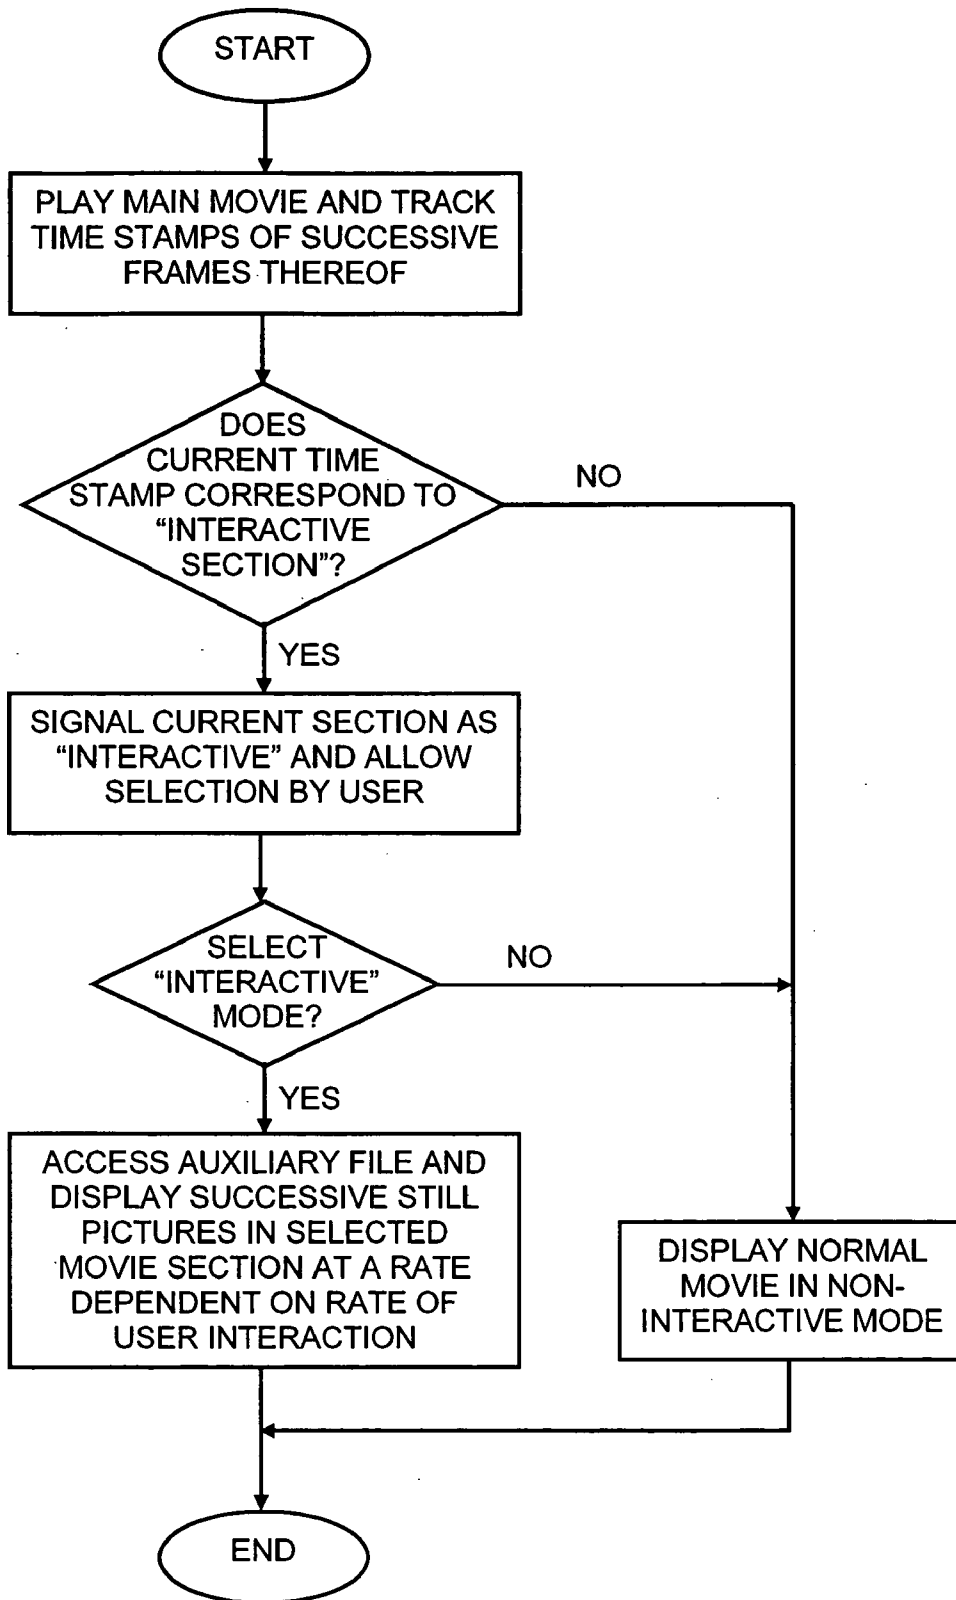 START
PLAY MAIN MOVIE AND TRACK
TIME STAMPS OF SUCCESSIVE
FRAMES THEREOF
DOES
CURRENT TIME
STAMP CORRESPOND TO
“INTERACTIVE
SECTION”?
NO
YES
SIGNAL CURRENT SECTION AS
“INTERACTIVE” AND ALLOW
SELECTION BY USER
SELECT
“INTERACTIVE”
MODE?
NO
YES
ACCESS AUXILIARY FILE AND
DISPLAY SUCCESSIVE STILL
PICTURES IN SELECTED
MOVIE SECTION AT A RATE
DEPENDENT ON RATE OF
USER INTERACTION
DISPLAY NORMAL
MOVIE IN NON-
INTERACTIVE MODE
END